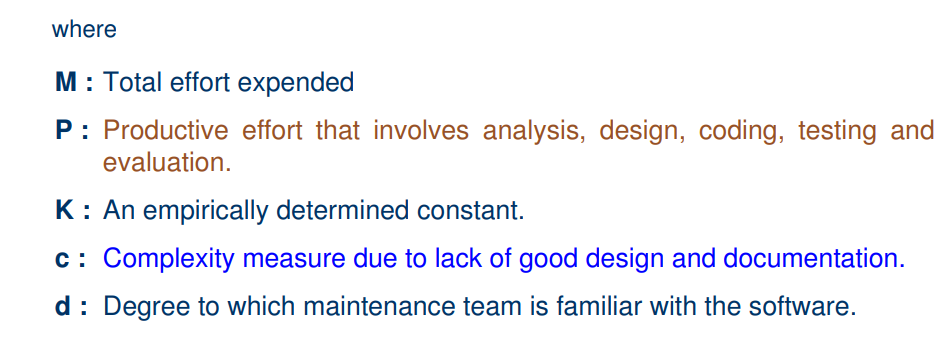 where
M : Total effort expended
P : Productive effort that involves analysis, design, coding, testing and
evaluation.
K : An empirically determined constant.
c : Complexity measure due to lack of good design and documentation.
d : Degree to which maintenance team is familiar with the software.